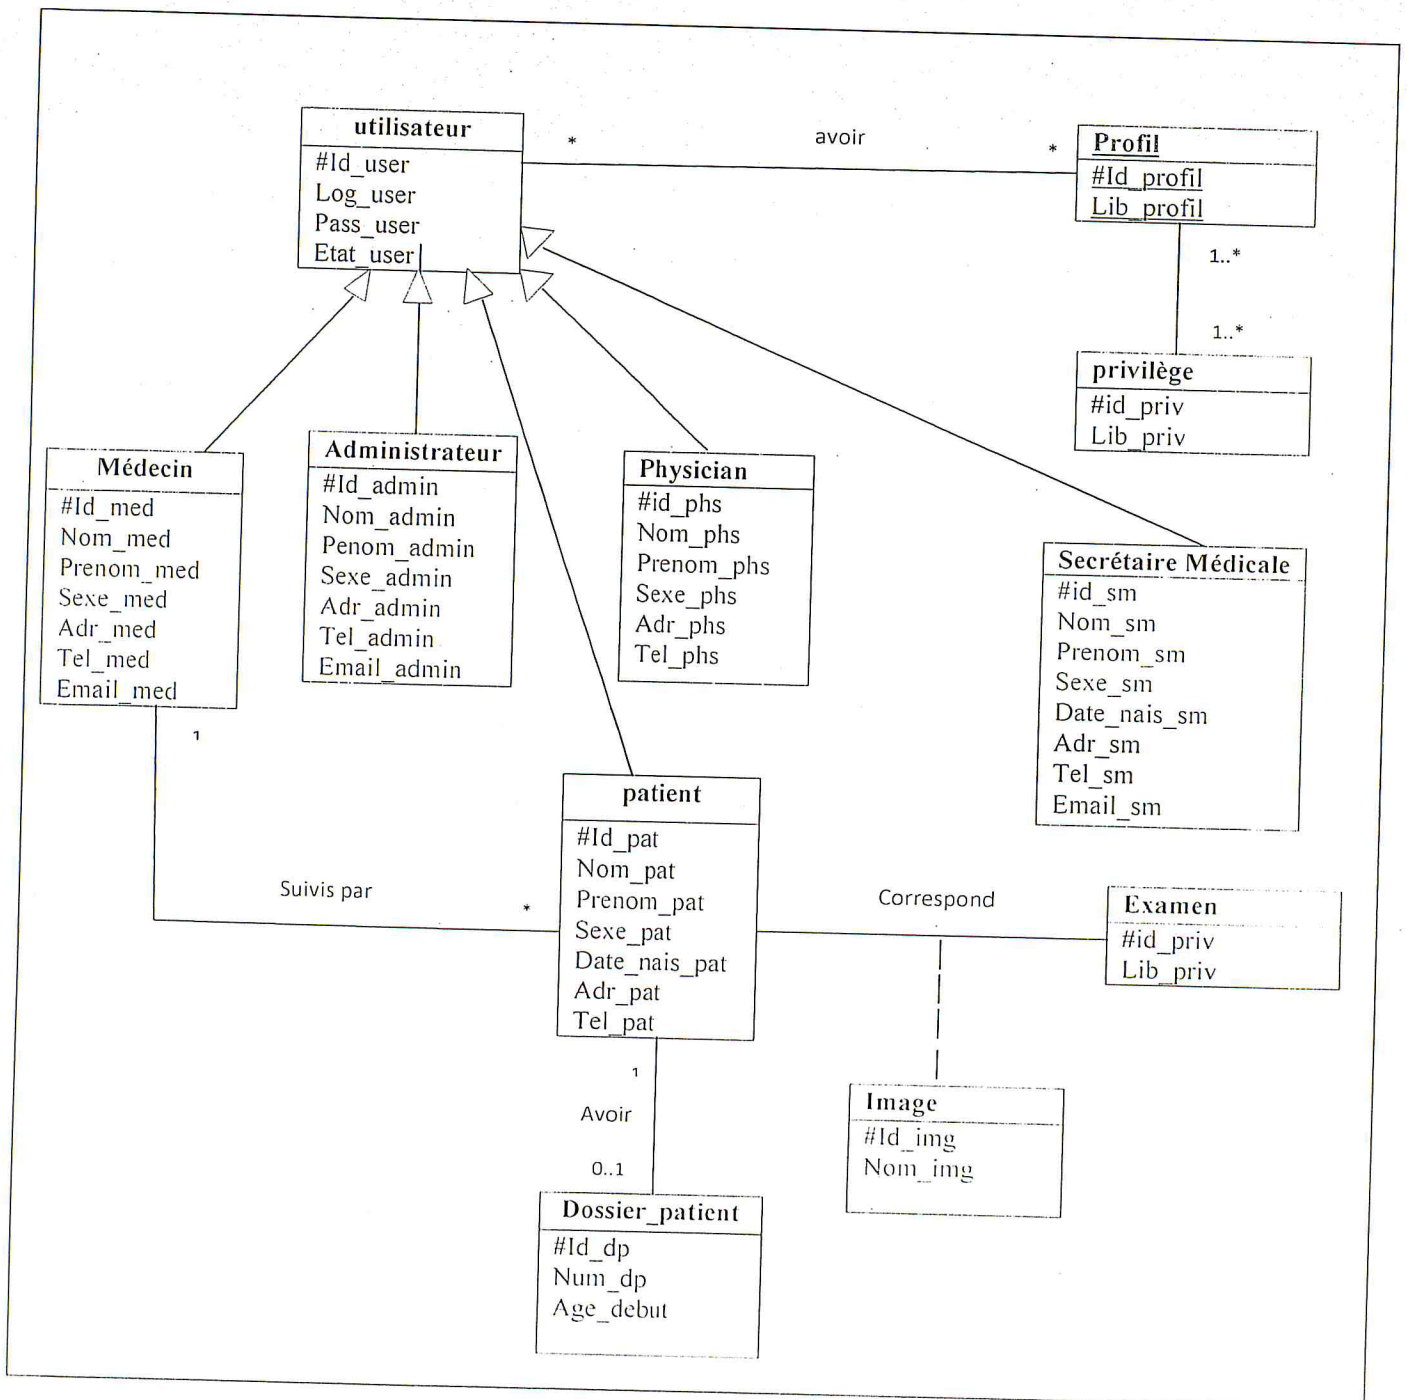 utilisateur
#Id_user
Log_user
Pass_user
Etat_user
*
avoir
*
Profil
#Id_profil
Lib_profil
1..*
1..*
privilège
#id_priv
Lib_priv
Médecin
#Id_med
Nom_med
Prenom_med
Sexe_med
Adr_med
Tel_med
Email_med
Administrateur
#Id_admin
Nom_admin
Penom_admin
Sexe_admin
Adr_admin
Tel_admin
Email_admin
Physician
#id_phs
Nom_phs
Prenom_phs
Sexe_phs
Adr_phs
Tel_phs
Secrétaire Médicale
#id_sm
Nom_sm
Prenom_sm
Sexe_sm
Date_nais_sm
Adr_sm
Tel_sm
Email_sm
1
Suivis par
*
patient
#Id_pat
Nom_pat
Prenom_pat
Sexe_pat
Date_nais_pat
Adr_pat
Tel_pat
Correspond
Examen
#id_priv
Lib_priv
1
Avoir
0..1
Image
#Id_img
Nom_img
Dossier_patient
#Id_dp
Num_dp
Age_debut